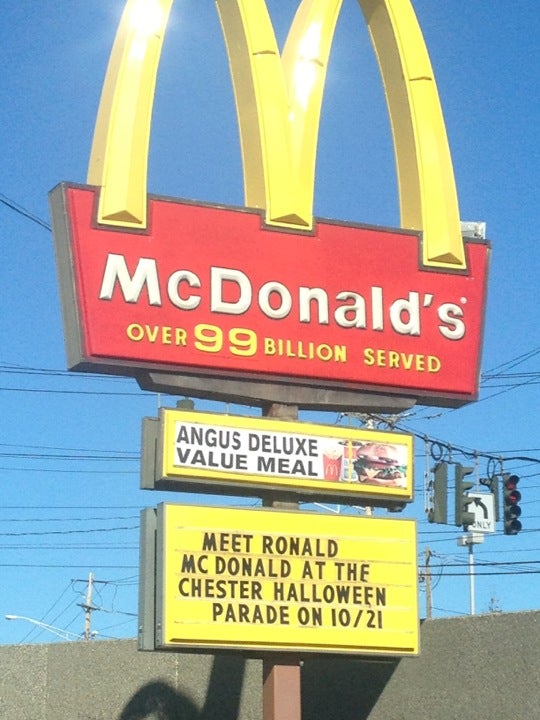 McDonald's
OVER 99 BILLION SERVED
ANGUS DELUXE
VALUE MEAL
MEET RONALD
MC DONALD AT THE
CHESTER HALLOWEEN
PARADE ON 10/21
ONLY